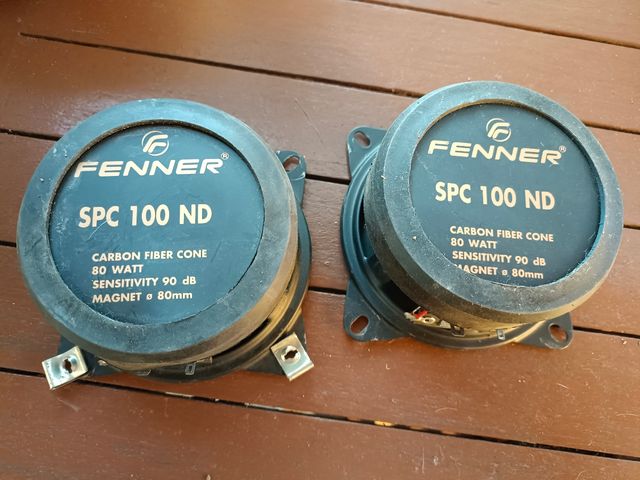 FENNER®
SPC 100 ND
CARBON FIBER CONE
80 WATT
SENSITIVITY 90 dB
MAGNET ø 80mm
FENNER®
SPC 100 ND
CARBON FIBER CONE
80 WATT
SENSITIVITY 90 dB
MAGNET ø 80mm